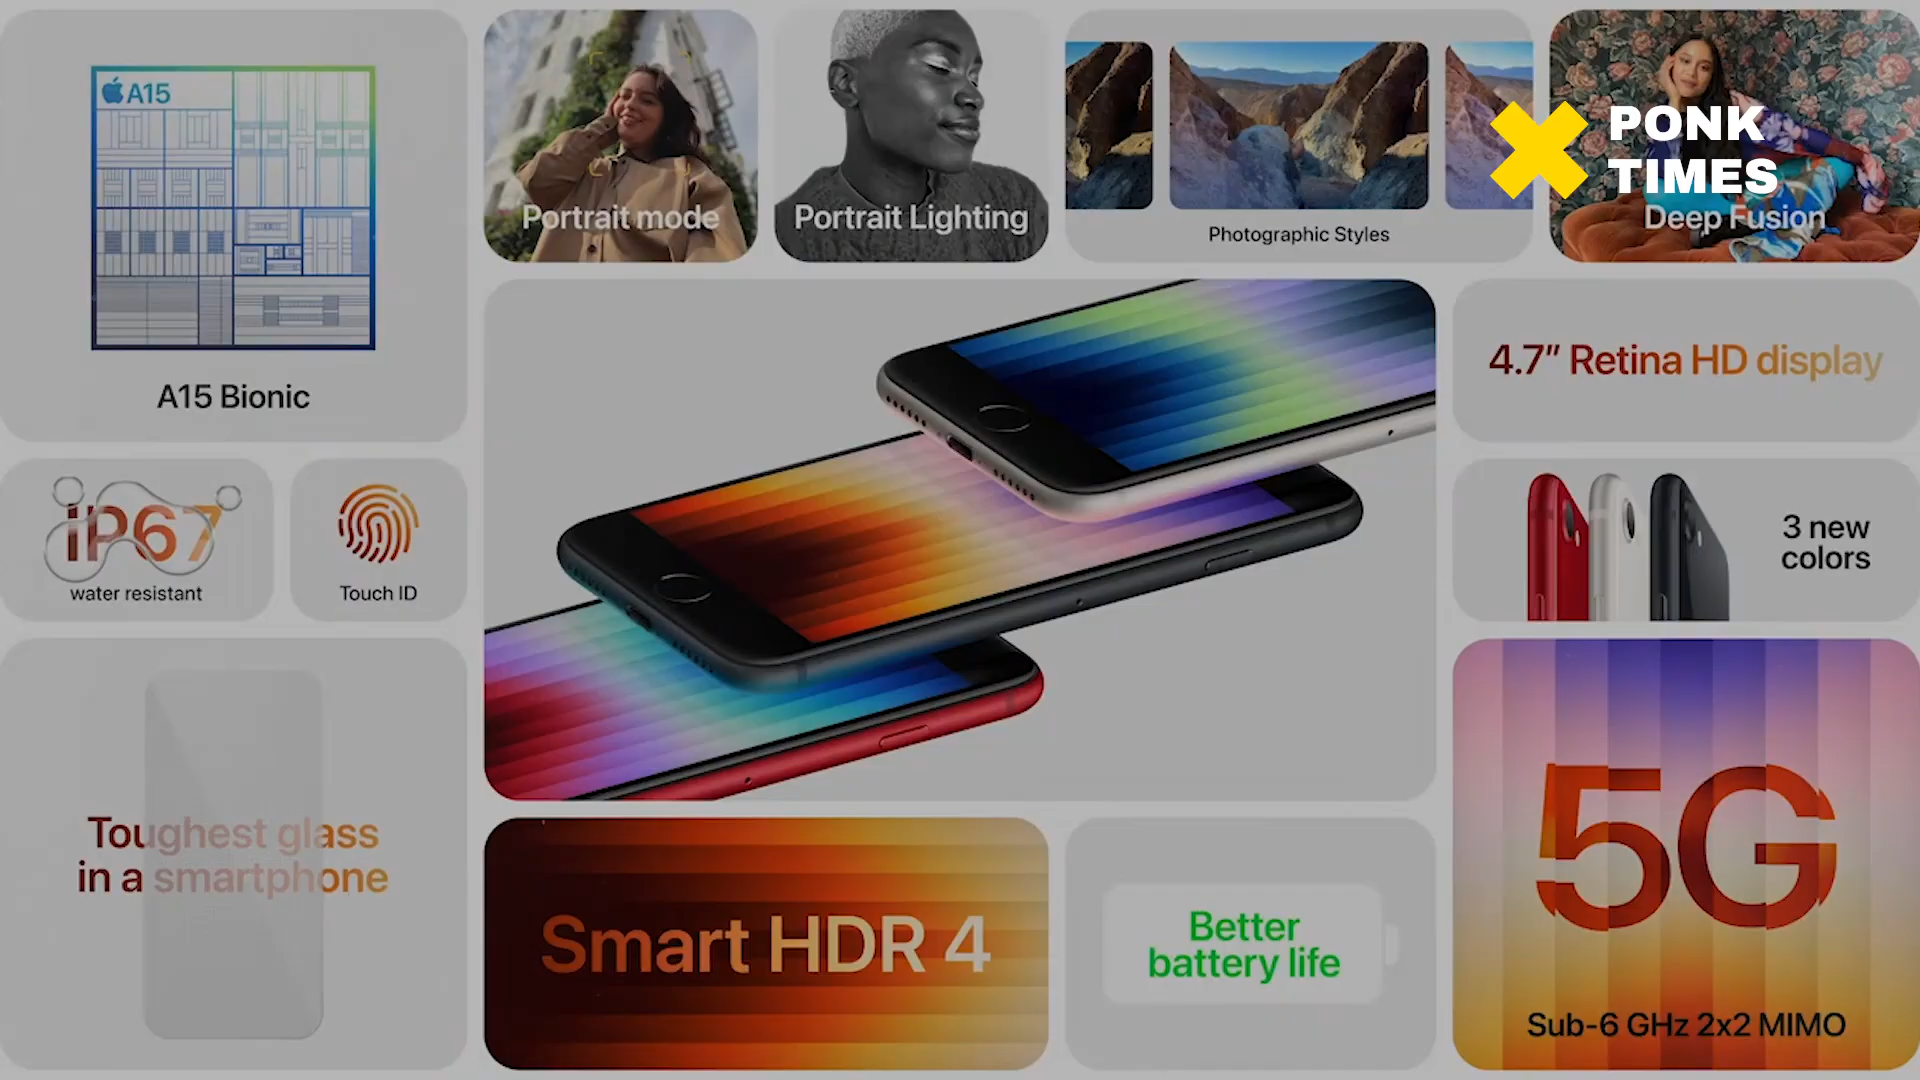 A15
A15 Bionic
Portrait mode
Portrait Lighting
Photographic Styles
PONK
TIMES
Deep Fusion
4.7″ Retina HD display
IP67
water resistant
Touch ID
3 new
colors
Toughest glass
in a smartphone
Smart HDR 4
Better
battery life
5G
Sub-6 GHz 2x2 MIMO